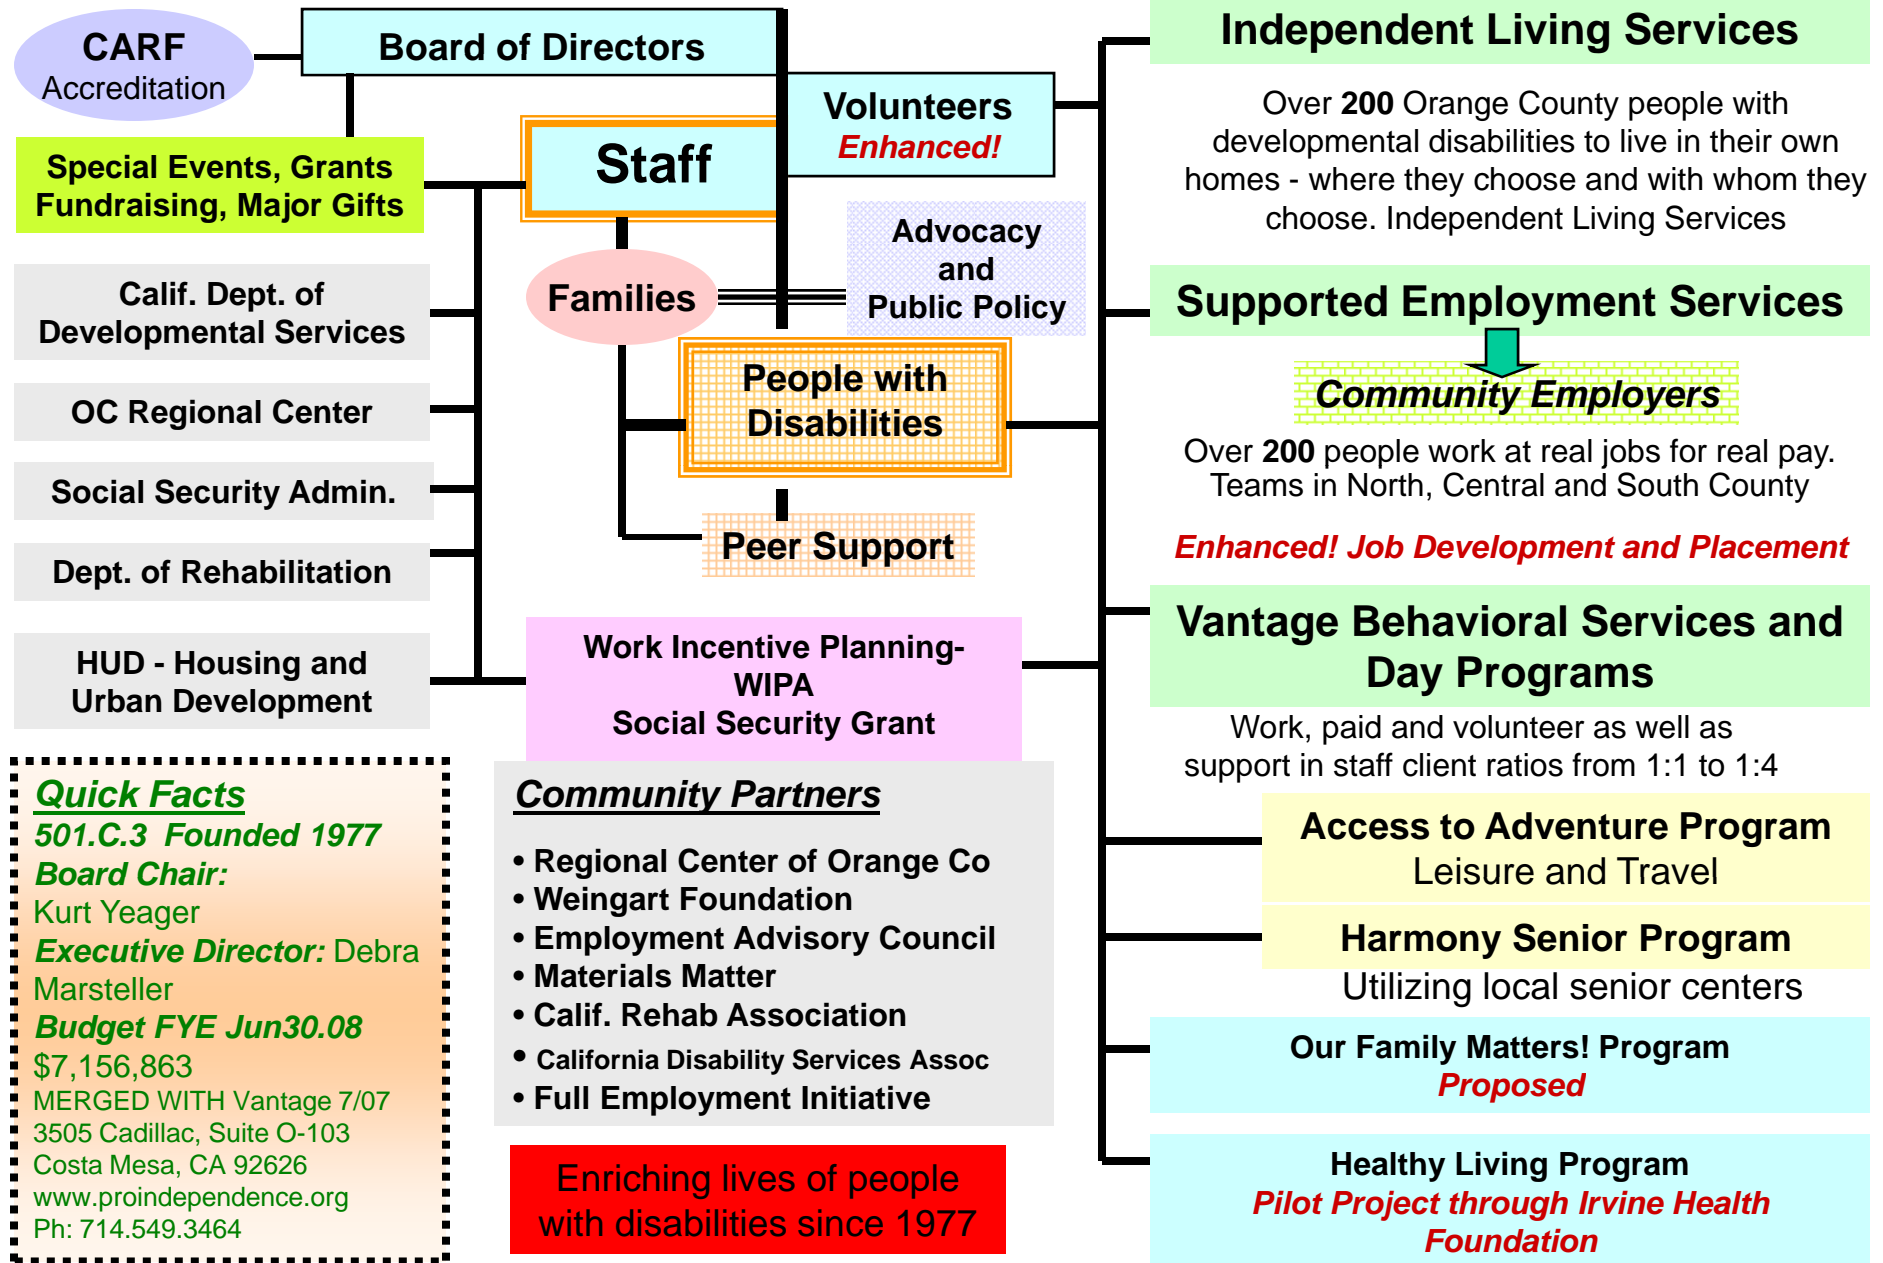 CARF
Accreditation
Board of Directors
Volunteers
Enhanced!
Special Events, Grants
Fundraising, Major Gifts
Staff
Advocacy
and
Public Policy
Families
Calif. Dept. of
Developmental Services
OC Regional Center
Social Security Admin.
Dept. of Rehabilitation
HUD - Housing and
Urban Development
People with
Disabilities
Peer Support
Work Incentive Planning-
WIPA
Social Security Grant
Quick Facts
501.C.3 Founded 1977
Board Chair:
Kurt Yeager
Executive Director: Debra
Marsteller
Budget FYE Jun30.08
$7,156,863
MERGED WITH Vantage 7/07
3505 Cadillac, Suite O-103
Costa Mesa, CA 92626
www.proindependence.org
Ph: 714.549.3464
Community Partners
• Regional Center of Orange Co
• Weingart Foundation
• Employment Advisory Council
• Materials Matter
• Calif. Rehab Association
• California Disability Services Assoc
• Full Employment Initiative
Enriching lives of people
with disabilities since 1977
Independent Living Services
Over 200 Orange County people with
developmental disabilities to live in their own
homes - where they choose and with whom they
choose. Independent Living Services
Supported Employment Services
Community Employers
Over 200 people work at real jobs for real pay.
Teams in North, Central and South County
Enhanced! Job Development and Placement
Vantage Behavioral Services and
Day Programs
Work, paid and volunteer as well as
support in staff client ratios from 1:1 to 1:4
Access to Adventure Program
Leisure and Travel
Harmony Senior Program
Utilizing local senior centers
Our Family Matters! Program
Proposed
Healthy Living Program
Pilot Project through Irvine Health
Foundation